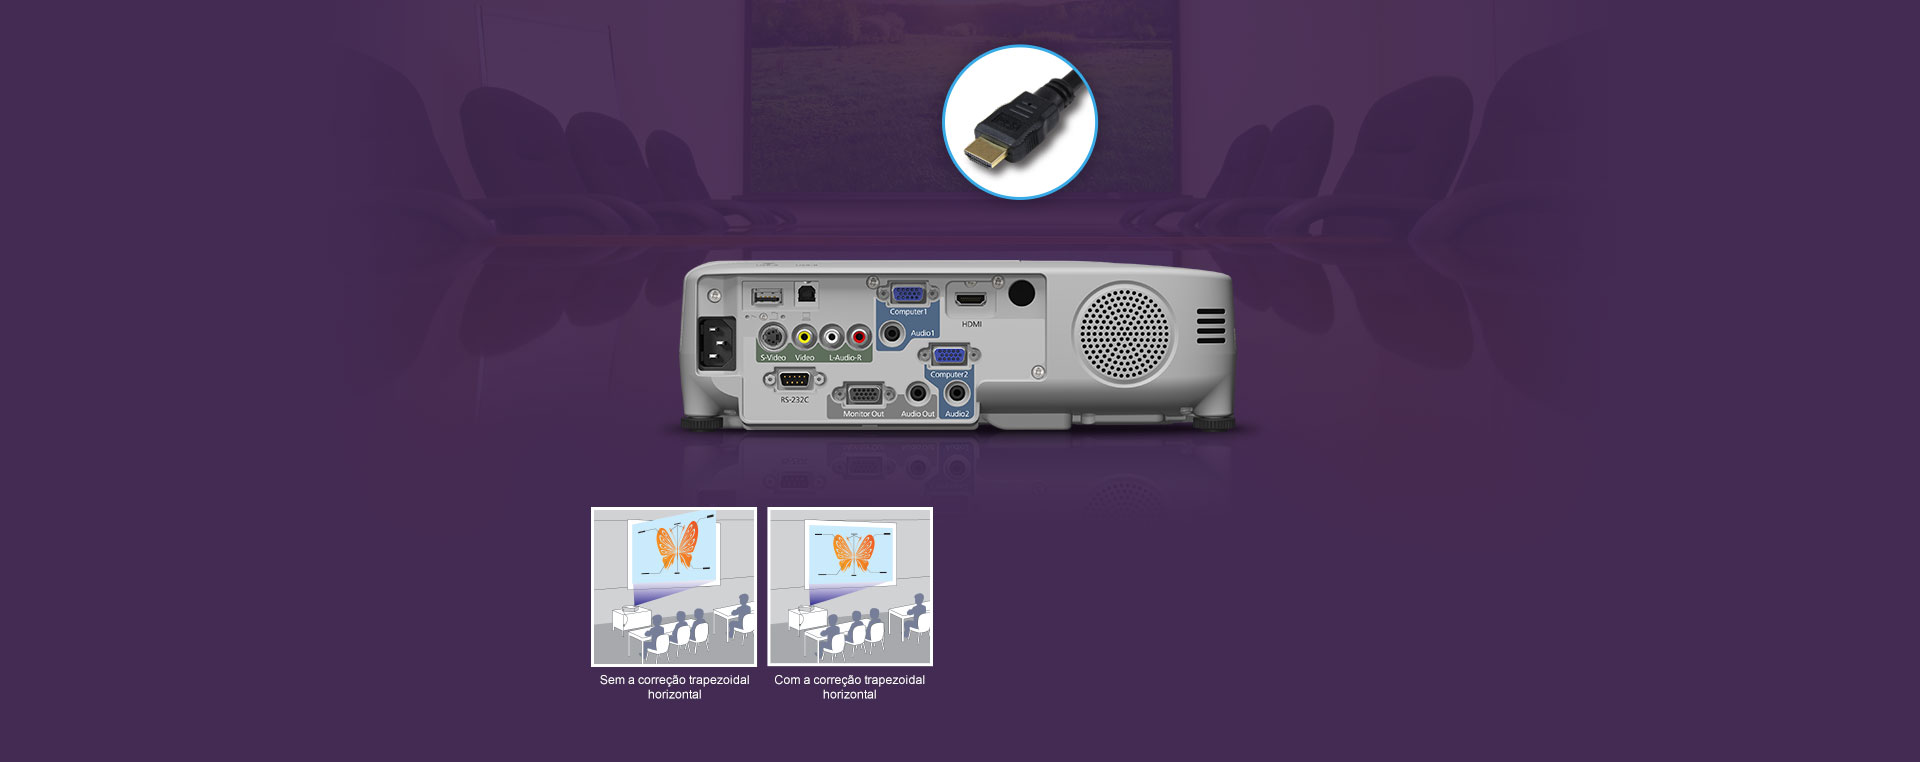 Computer1
HDMI
Audio1
S-Video Video L-Audio-R
Computer2
RS-232C
Monitor Out Audio Out Audio2
Sem a correção trapezoidal
horizontal
Com a correção trapezoidal
horizontal